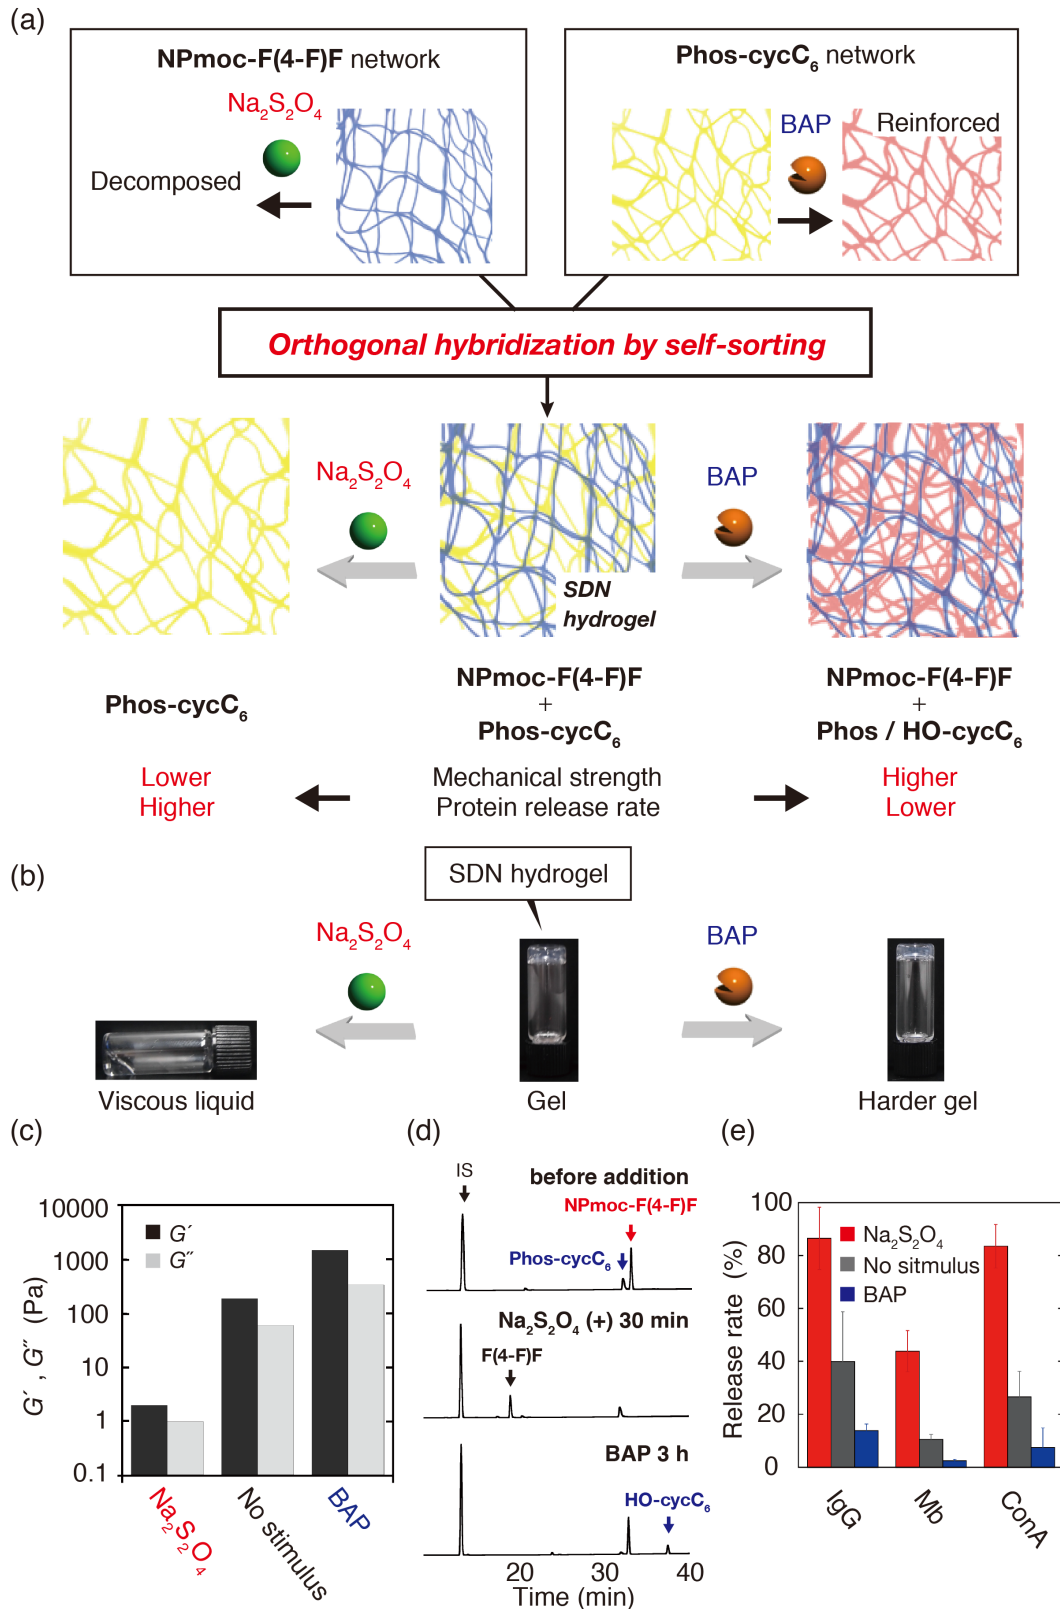 (a)
NPmoc-F(4-F)F network
Na2S2O4
Decomposed
Phos-cycC6 network
BAP
Reinforced
Orthogonal hybridization by self-sorting
Na2S2O4
BAP
SDN
hydrogel
Phos-cycC6
NPmoc-F(4-F)F
+
Phos-cycC6
NPmoc-F(4-F)F
+
Phos / HO-cycC6
Lower
Higher
Mechanical strength
Protein release rate
Higher
Lower
(b)
SDN hydrogel
Na2S2O4
BAP
Viscous liquid
Gel
Harder gel
(c)
G′, G″ (Pa)
10000
1000
100
10
1
0.1
G′
G″
Na2S2O4
No stimulus
BAP
(d)
IS
before addition
NPmoc-F(4-F)F
Phos-cycC6
Na2S2O4 (+) 30 min
F(4-F)F
BAP 3 h
HO-cycC6
20
30
40
Time (min)
(e)
Release rate (%)
100
80
60
40
20
0
Na2S2O4
No sitmulus
BAP
IgG
Mb
ConA